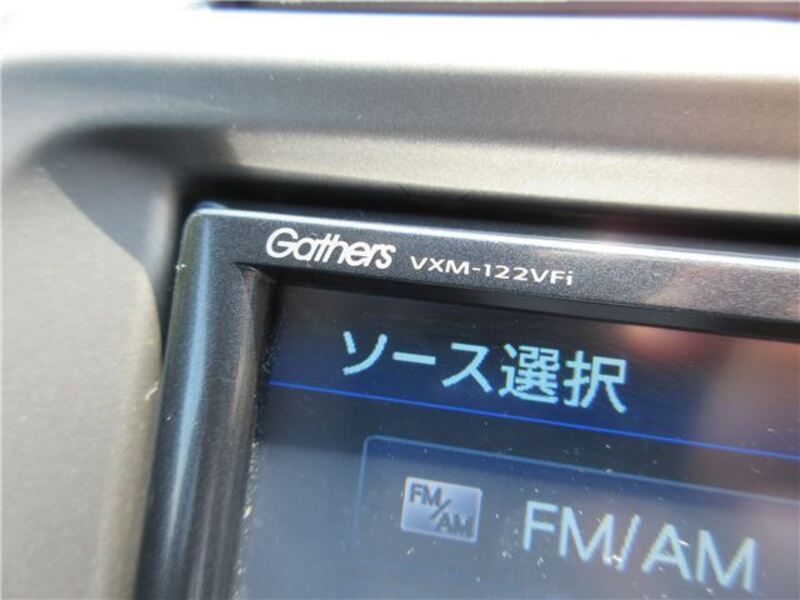 Gathers VXM-122VFi
ソース選択
FM/AM FM/AM